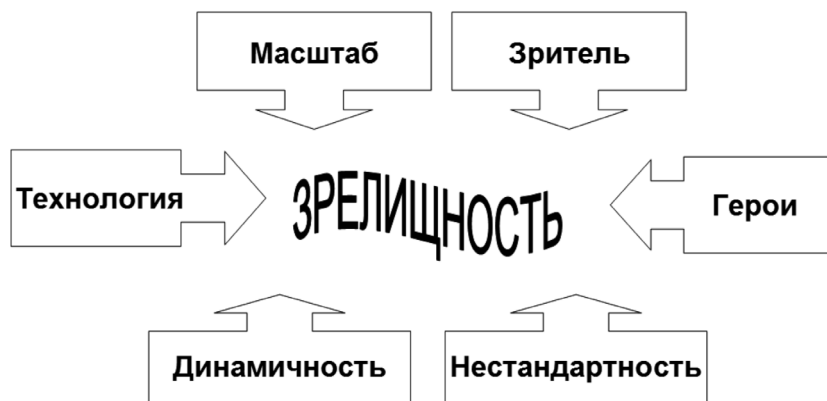 Масштаб
Зритель
Технология
ЗРЕЛИЩНОСТЬ
Герои
Динамичность
Нестандартность